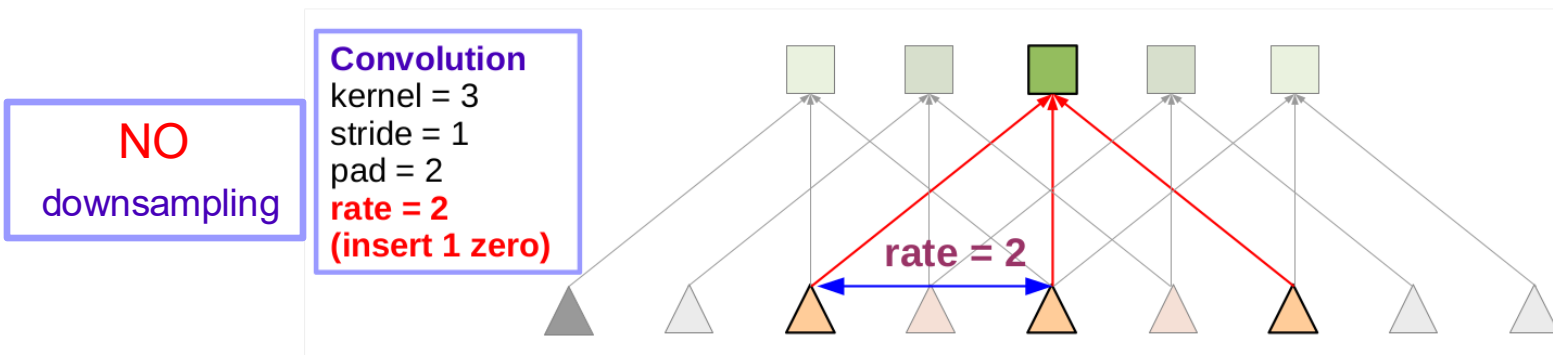 NO
downsampling
Convolution
kernel = 3
stride = 1
pad = 2
rate = 2
(insert 1 zero)
rate = 2